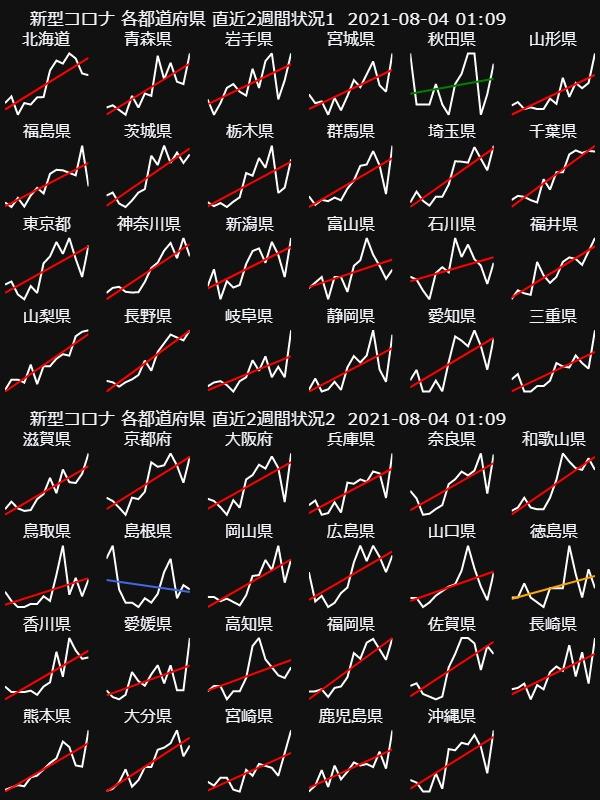 新型コロナ 各都道府県 直近2週間状況1 2021-08-04 01:09
北海道 青森県 岩手県 宮城県 秋田県 山形県
福島県 茨城県 栃木県 群馬県 埼玉県 千葉県
東京都 神奈川県 新潟県 富山県 石川県 福井県
山梨県 長野県 岐阜県 静岡県 愛知県 三重県
新型コロナ 各都道府県 直近2週間状況2 2021-08-04 01:09
滋賀県 京都府 大阪府 兵庫県 奈良県 和歌山県
鳥取県 島根県 岡山県 広島県 山口県 徳島県
香川県 愛媛県 高知県 福岡県 佐賀県 長崎県
熊本県 大分県 宮崎県 鹿児島県 沖縄県